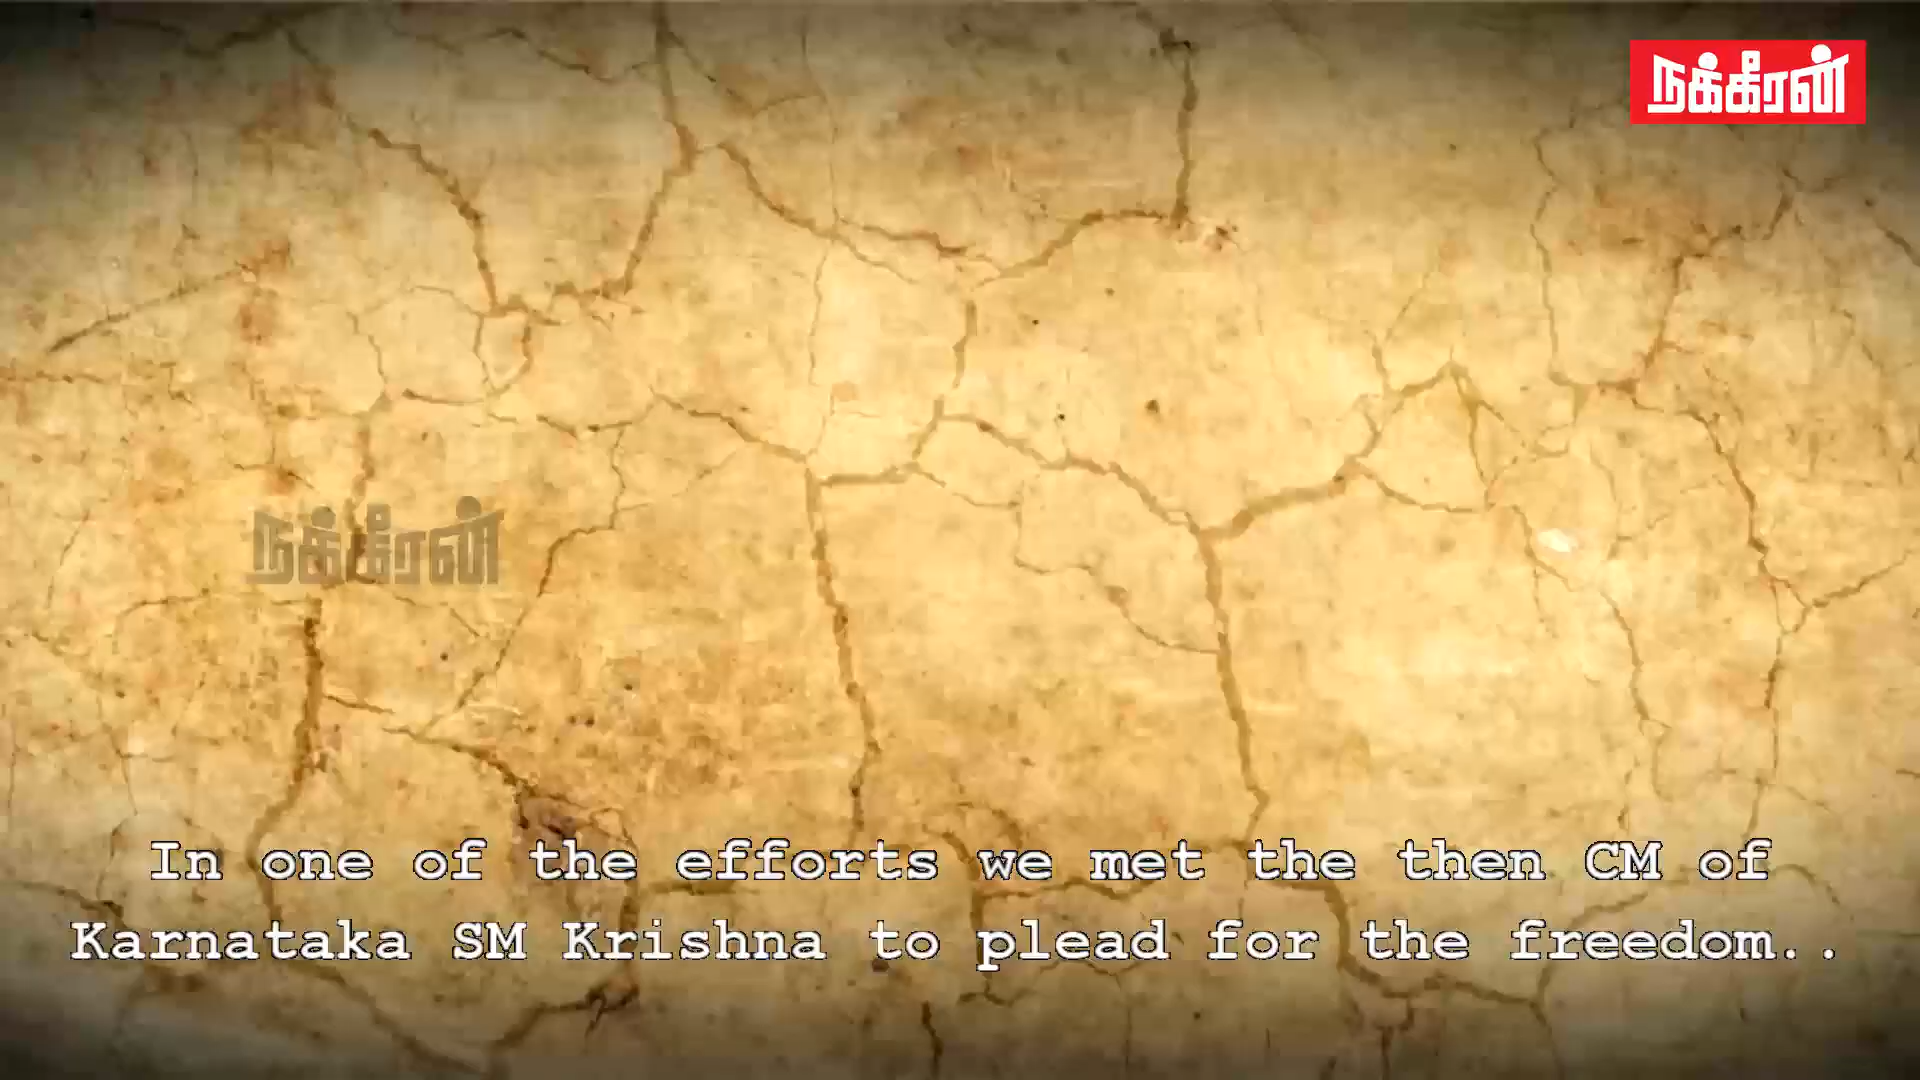 நக்கீரன்
நக்கீரன்
In one of the efforts we met the then CM of
Karnataka SM Krishna to plead for the freedom..